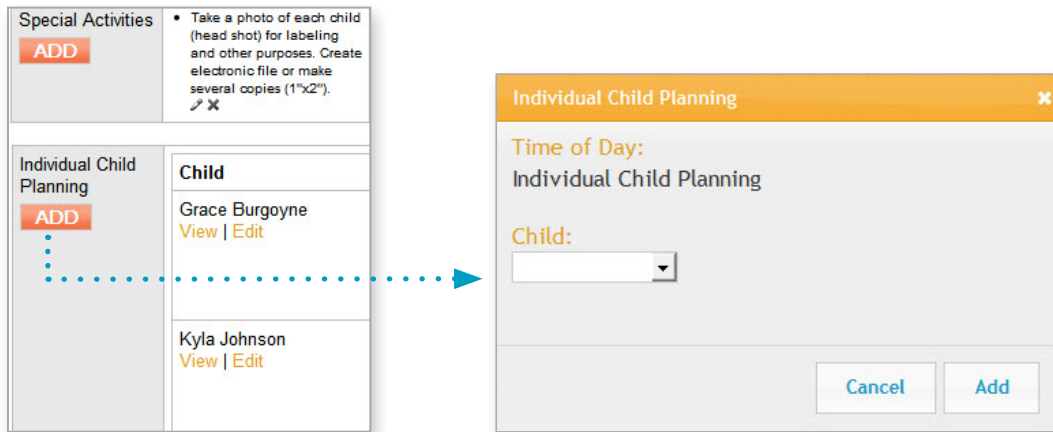 Special Activities
ADD
• Take a photo of each child
(head shot) for labeling
and other purposes. Create
electronic file or make
several copies (1"x2").
Individual Child
Planning
ADD
Child
Grace Burgoyne
View | Edit
Kyla Johnson
View | Edit
Individual Child Planning
Time of Day:
Individual Child Planning
Child:
Cancel
Add